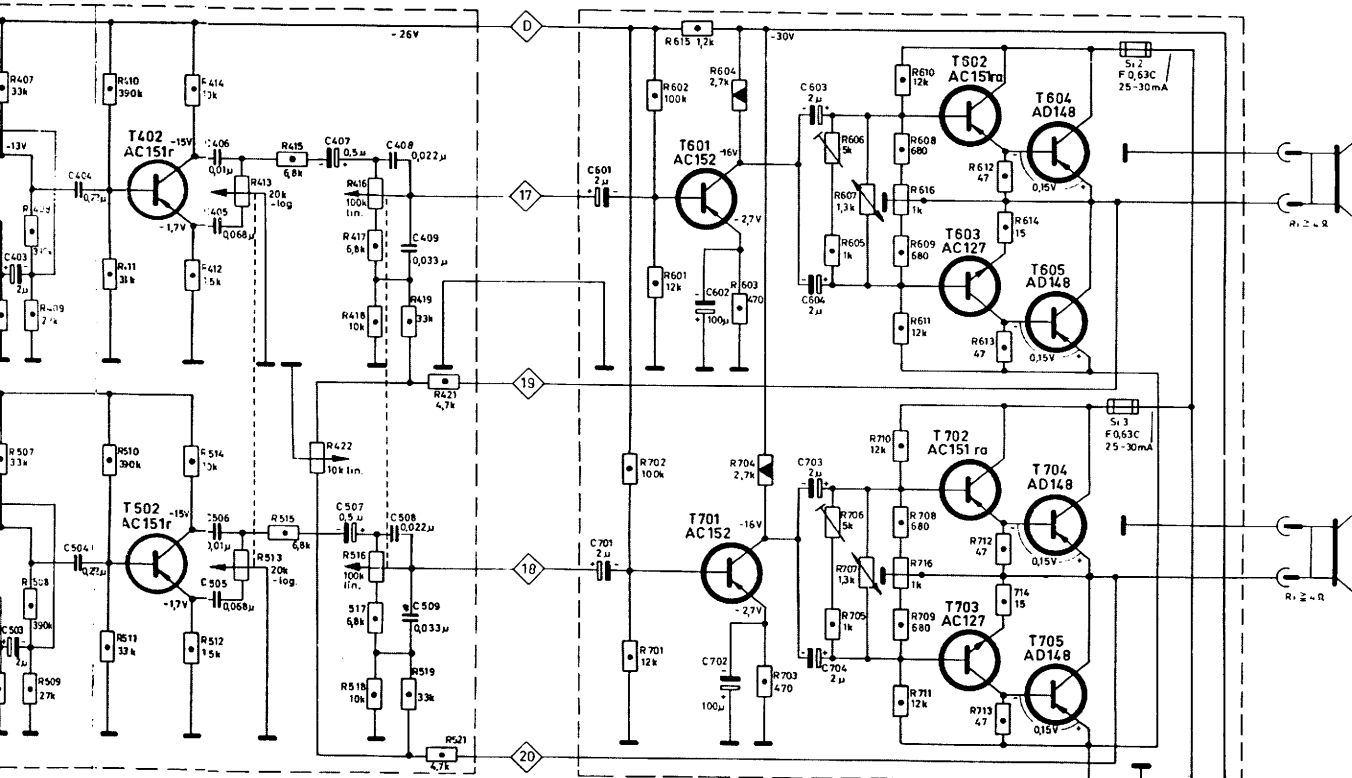 - 26V
D
R615 1,2k
-30V
R407
33k
R410
390k
R414
10k
-13V
T402
AC151r
-15V
C406
0,01µ
R415
6,8k
C407
0,5µ
C408
0,022µ
C404
R413
20k
-log
R416
100k
lin.
17
C405
0,068µ
-1,7V
R417
6,8k
C409
0,033µ
C403
2µ
R409
R411
R412
1,5k
R418
10k
R419
33k
R421
4,7k
19
R602
100k
R604
2,7k
T601
AC152
-16V
C601
2µ
-2,7V
R601
12k
C602
100µ
R603
470
C603
2µ
R606
5k
R607
1,3k
R605
1k
C604
2µ
R610
12k
T602
AC151ra
R608
680
R612
47
R616
1k
T604
AD148
0,15V
R614
15
T603
AC127
R609
680
T605
AD148
R611
12k
R613
47
0,15V
Si 2
F 0,63C
25-30mA
Ri ≥ 4Ω
R507
33k
R510
390k
R514
10k
R422
10k lin.
T502
AC151r
-15V
C506
0,01µ
R515
6,8k
C507
0,5µ
C508
0,022µ
C504
0,22µ
R513
20k
-log.
R516
100k
lin.
18
C505
0,068µ
-1,7V
R508
390k
517
6,8k
C509
0,033µ
C503
2µ
R511
33k
R512
1,5k
R509
27k
R518
10k
R519
33k
R521
4,7k
20
R702
100k
R704
2,7k
T701
AC152
-16V
C701
2µ
-2,7V
R701
12k
C702
100µ
R703
470
C703
2µ
R706
5k
R707
1,3k
R705
1k
C704
2µ
R710
12k
T702
AC151 ra
R708
680
R712
47
R716
1k
T704
AD148
0,15V
714
15
T703
AC127
R709
680
T705
AD148
R711
12k
R713
47
0,15V
Si 3
F 0,63C
25-30mA
Ri ≥ 4Ω